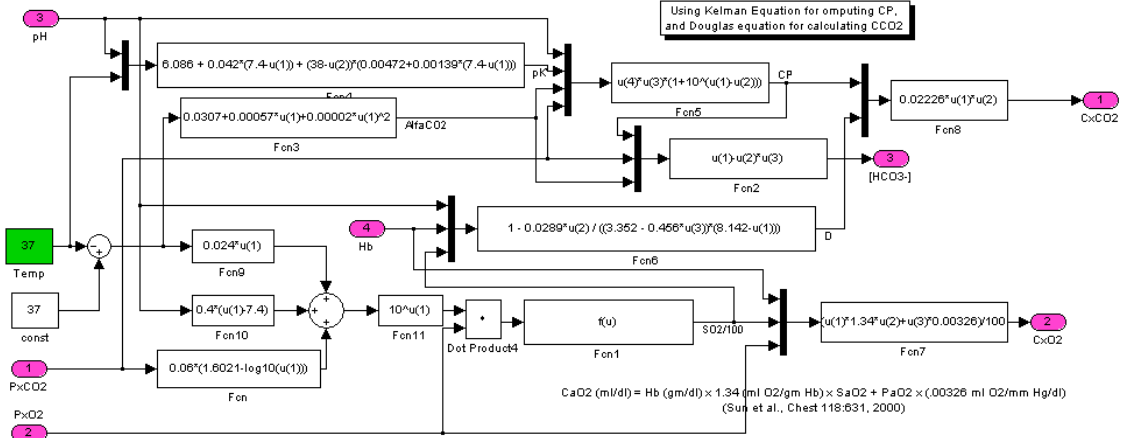 Using Kelman Equation for omputing CP,
and Douglas equation for calculating CCO2
3
pH
6.086 + 0.042*(7.4-u(1)) + (38-u(2))*(0.00472+0.00139*(7.4-u(1)))
Fcn4
pK'
u(4)*u(3)*(1+10^(u(1)-u(2)))
Fcn5
CP
0.02226*u(1)*u(2)
Fcn8
1
CxCO2
0.0307+0.00057*u(1)+0.00002*u(1)^2
Fcn3
AlfaCO2
u(1)-u(2)*u(3)
Fcn2
3
[HCO3-]
4
Hb
1 - 0.0289*u(2) / ((3.352 - 0.456*u(3))*(8.142-u(1)))
Fcn6
D
37
Temp
37
const
0.024*u(1)
Fcn9
0.4*(u(1)-7.4)
Fcn10
10^u(1)
Fcn11
Dot Product4
f(u)
Fcn1
SO2/100
(u(1)*1.34*u(2)+u(3)*0.00326)/100
Fcn7
2
CxO2
1
PxCO2
0.06*(1.6021-log10(u(1)))
Fcn
CaO2 (ml/dl) = Hb (gm/dl) x 1.34 (ml O2/gm Hb) x SaO2 + PaO2 x (.00326 ml O2/mm Hg/dl)
(Sun et al., Chest 118:631, 2000)
PxO2
2